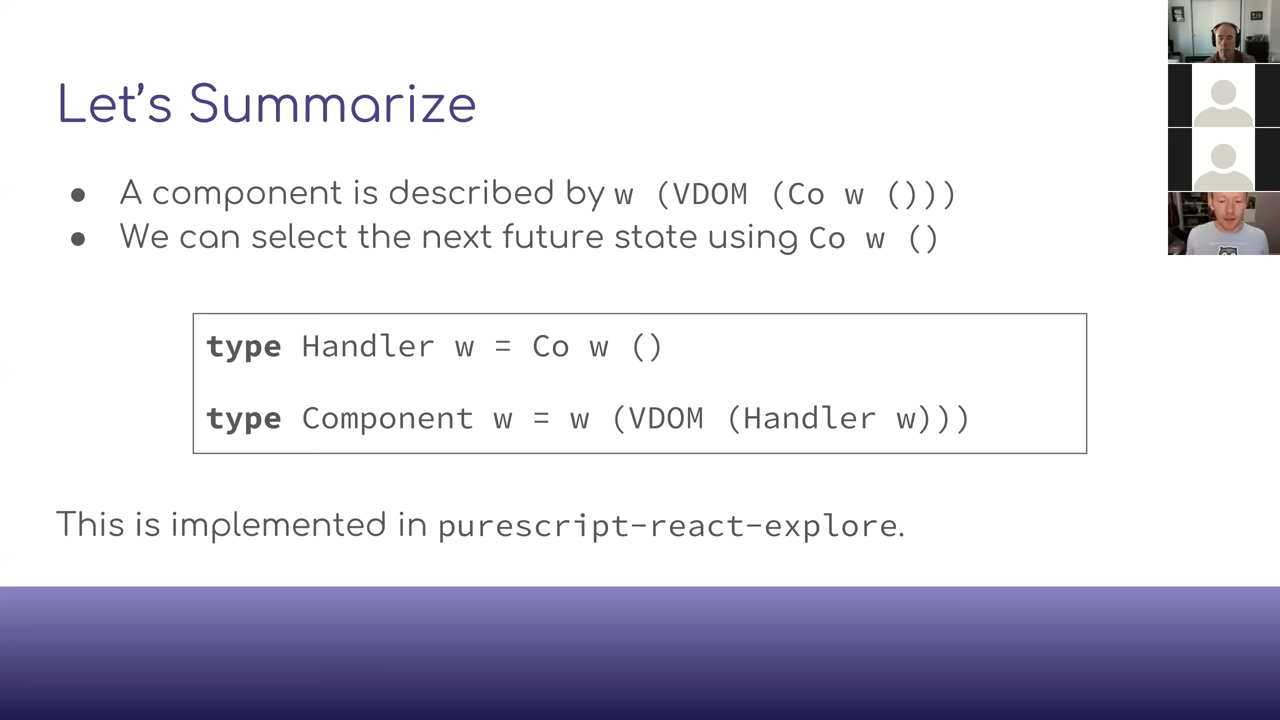 Let's Summarize
● A component is described by w (VDOM (Co w ()))
● We can select the next future state using Co w ()
type Handler w = Co w ()
type Component w = w (VDOM (Handler w)))
This is implemented in purescript-react-explore.